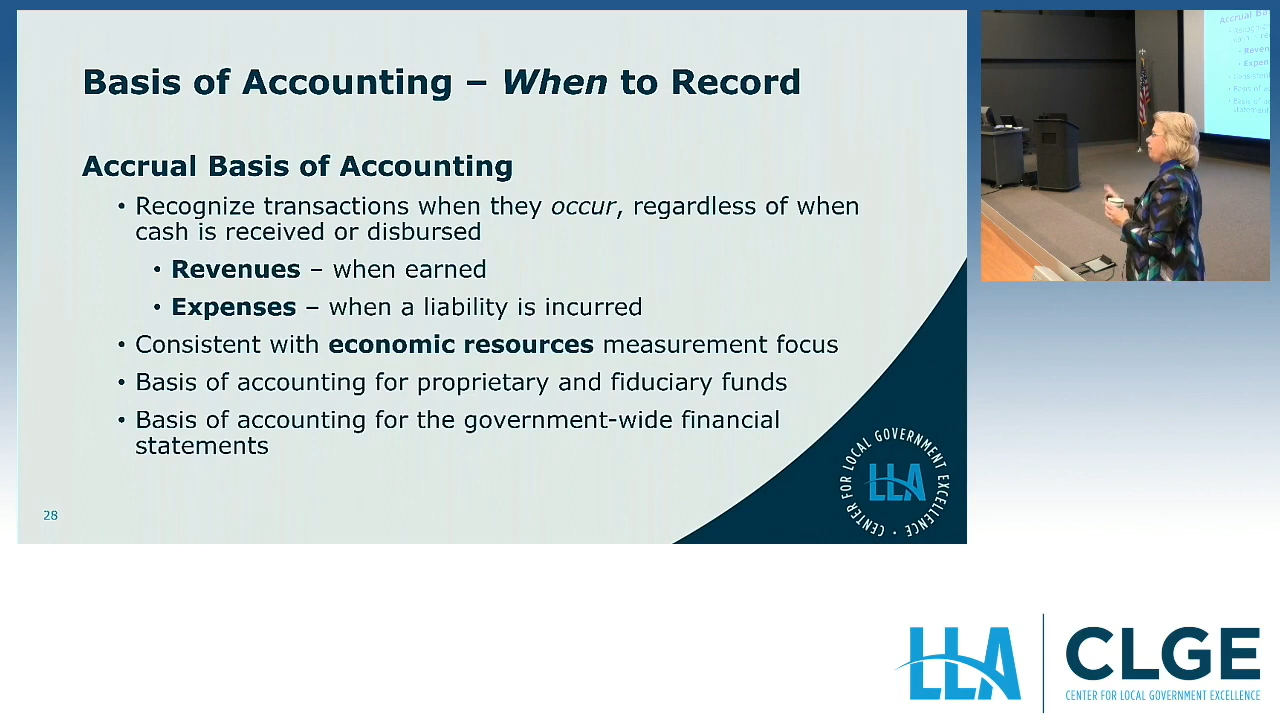 Basis of Accounting – When to Record
Accrual Basis of Accounting
• Recognize transactions when they occur, regardless of when
cash is received or disbursed
• Revenues – when earned
• Expenses – when a liability is incurred
• Consistent with economic resources measurement focus
• Basis of accounting for proprietary and fiduciary funds
• Basis of accounting for the government-wide financial
statements
28
CENTER FOR LOCAL GOVERNMENT EXCELLENCE
LLA
Accrual
LLA
CLGE
CENTER FOR LOCAL GOVERNMENT EXCELLENCE